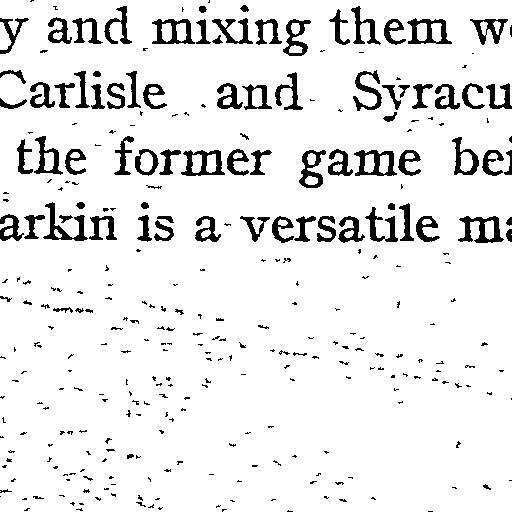 y and mixing them w
Carlisle and Syracu
the former game bei
arkin is a versatile ma